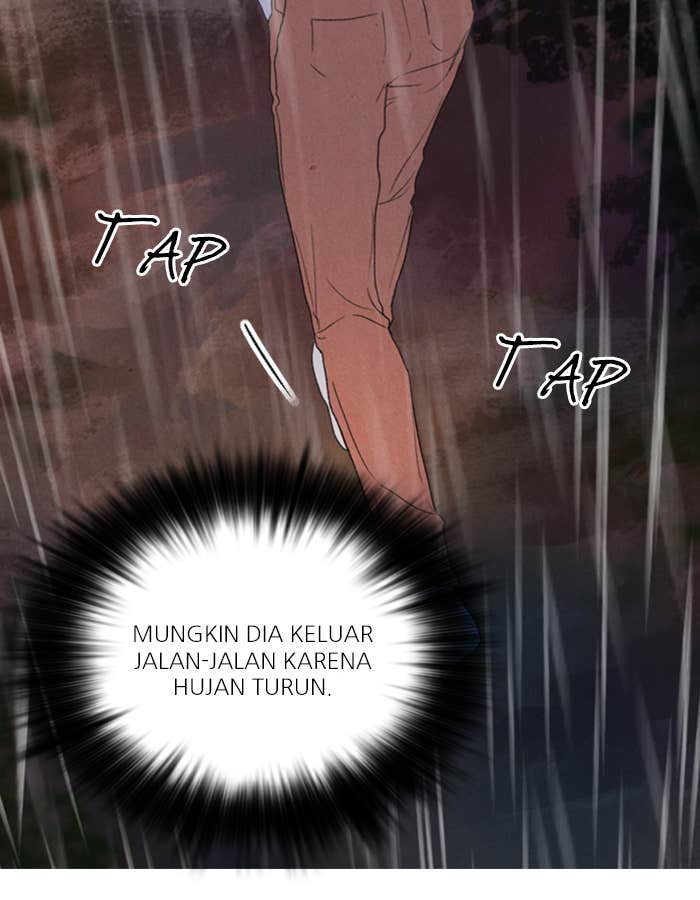 TAP
TAP
MUNGKIN DIA KELUAR
JALAN-JALAN KARENA
HUJAN TURUN.